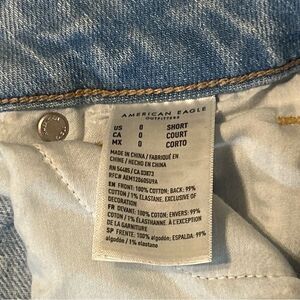 AMERICAN EAGLE
OUTFITTERS
US 0 SHORT
CA 0 COURT
MX 0 CORTO
MADE IN CHINA / FABRIQUÉ EN
CHINE / HECHO EN CHINA
RN 54485 / CA 03873
RFC# AEM120605U9A
EN FRONT: 100% COTTON; BACK: 99%
COTTON/ 1% ELASTANE, EXCLUSIVE OF
DECORATION
FR DEVANT: 100% COTON; ENVERS: 99%
COTON / 1% ÉLASTHANNE, À L'EXCEPTION
DE LA GARNITURE
SP FRENTE: 100% algodón; ESPALDA: 99%
algodón / 1% elastano